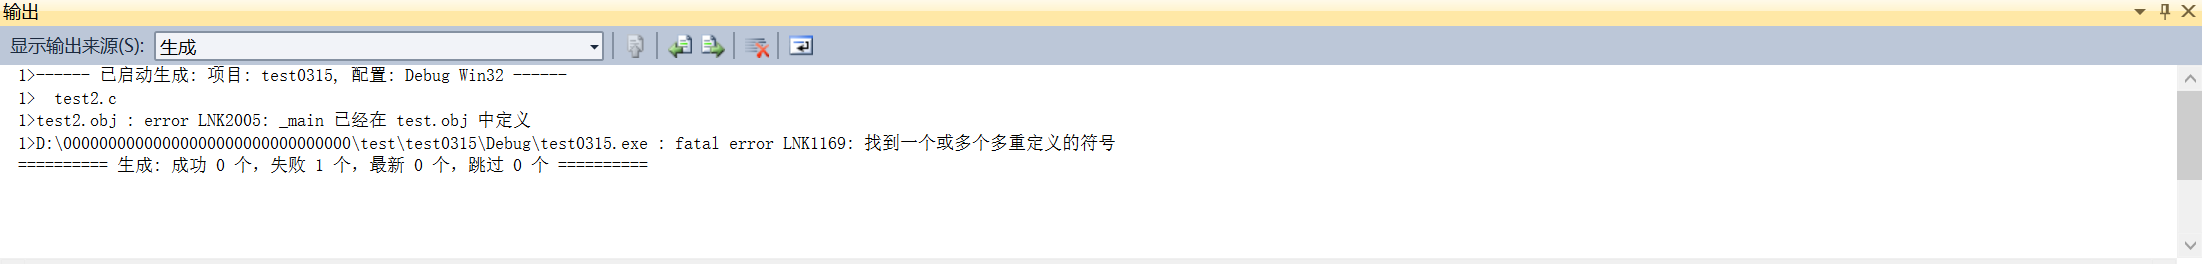 输出
显示输出来源(S): 生成
1>------ 已启动生成: 项目: test0315, 配置: Debug Win32 ------
1>  test2.c
1>test2.obj : error LNK2005: _main 已经在 test.obj 中定义
1>D:\00000000000000000000000000000000\test\test0315\Debug\test0315.exe : fatal error LNK1169: 找到一个或多个多重定义的符号
========== 生成: 成功 0 个，失败 1 个，最新 0 个，跳过 0 个 ==========